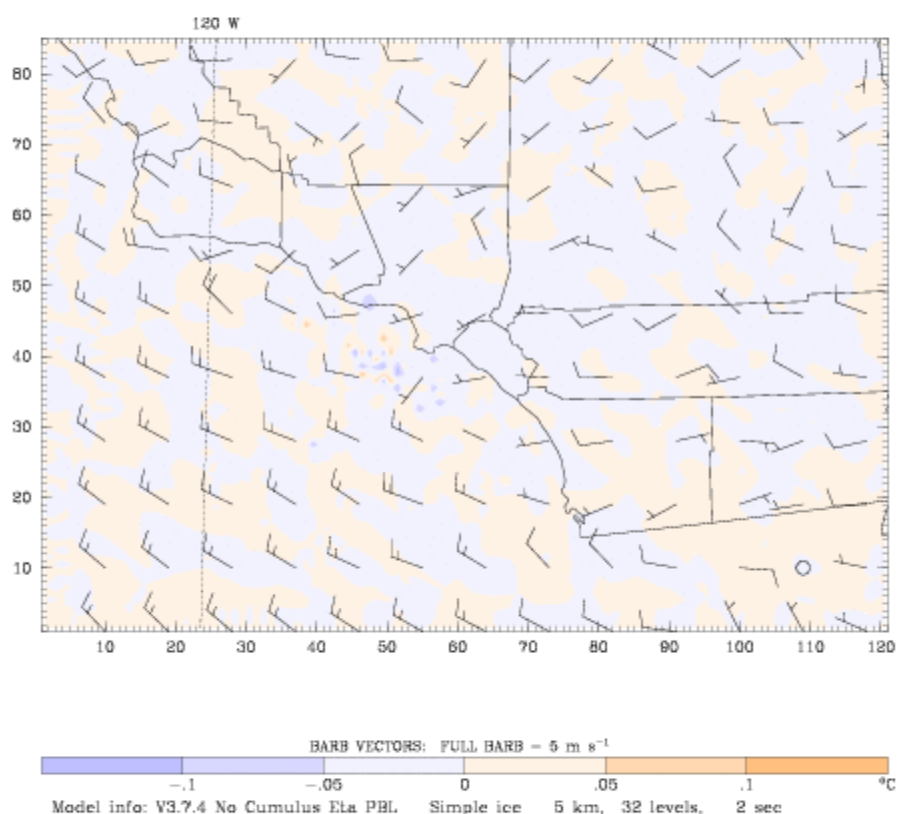 120 W
80
70
60
50
40
30
20
10
10 20 30 40 50 60 70 80 90 100 110 120
BARB VECTORS: FULL BARB = 5 m s⁻¹
-.1 -.05 0 .05 .1 °C
Model info: V3.7.4 No Cumulus Eta PBL Simple ice 5 km, 32 levels, 2 sec